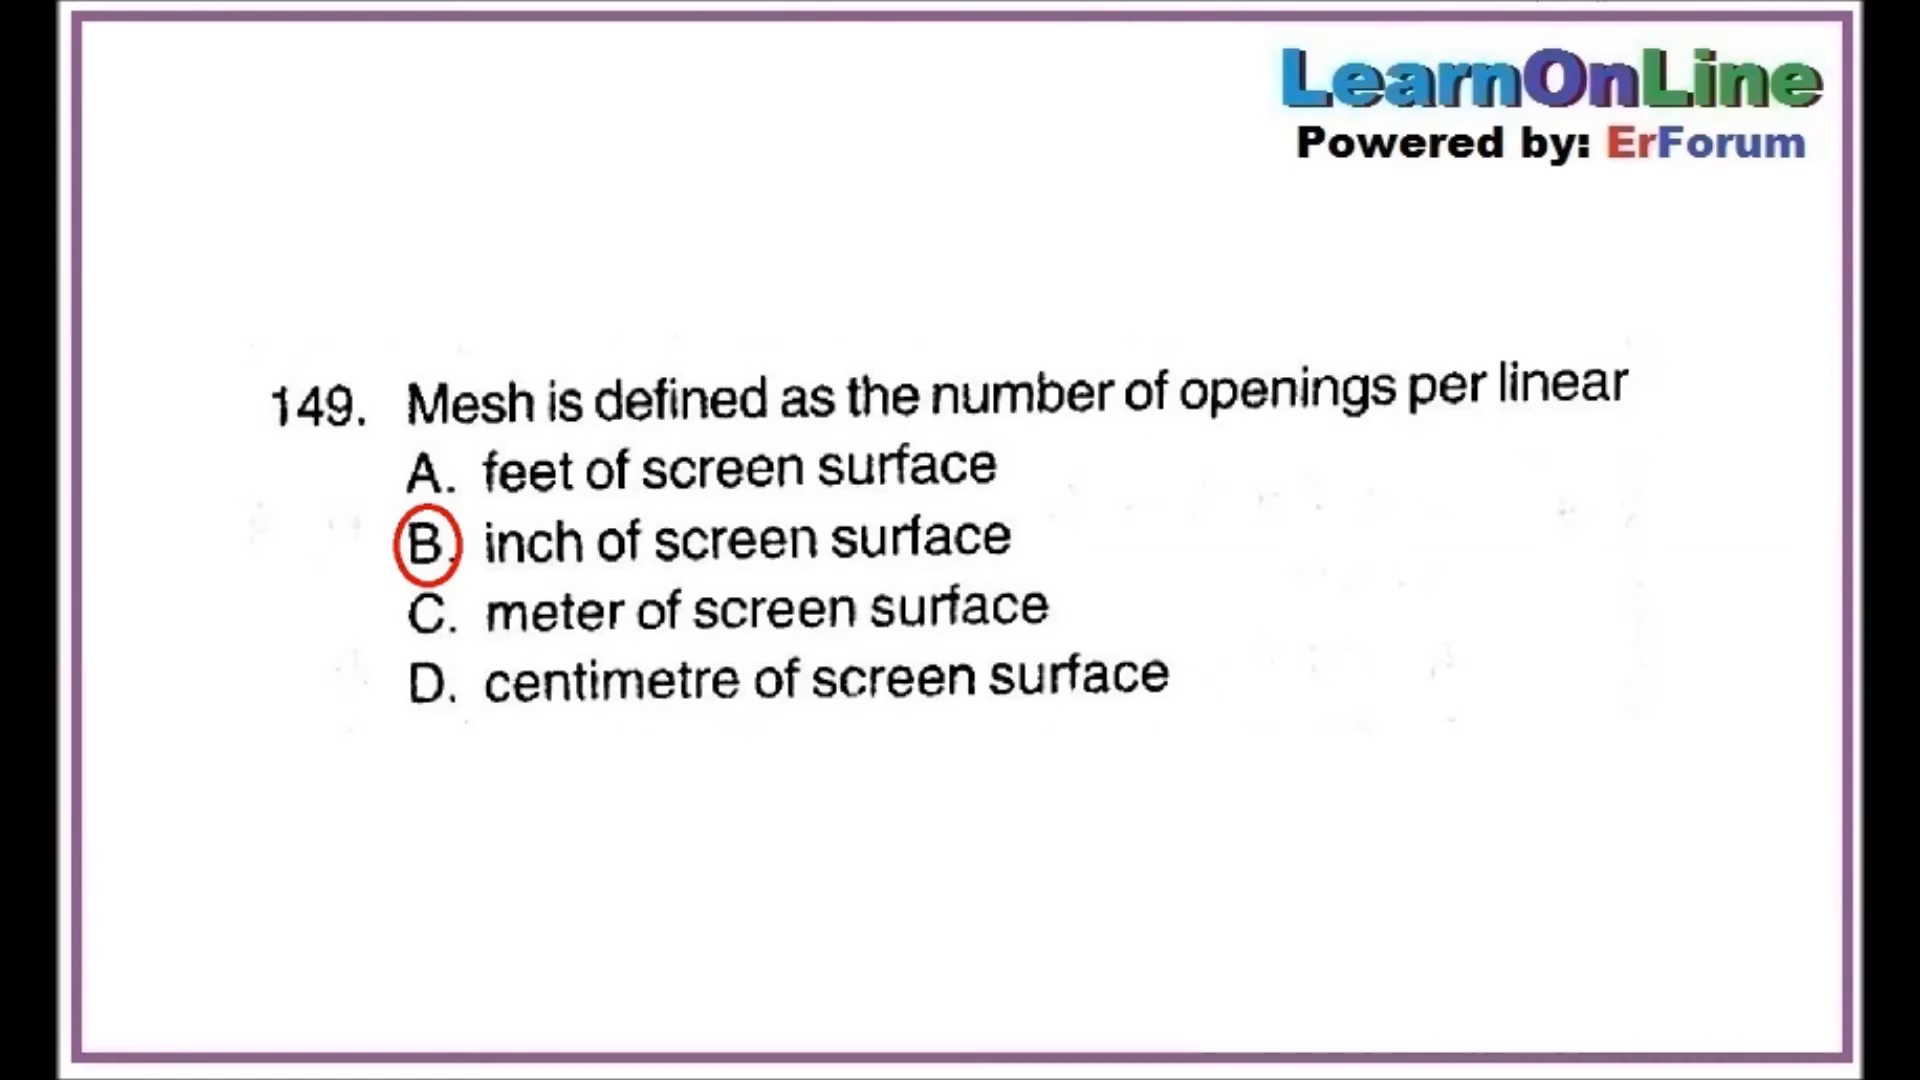 LearnOnLine
Powered by: ErForum
149. Mesh is defined as the number of openings per linear
A. feet of screen surface
B. inch of screen surface
C. meter of screen surface
D. centimetre of screen surface